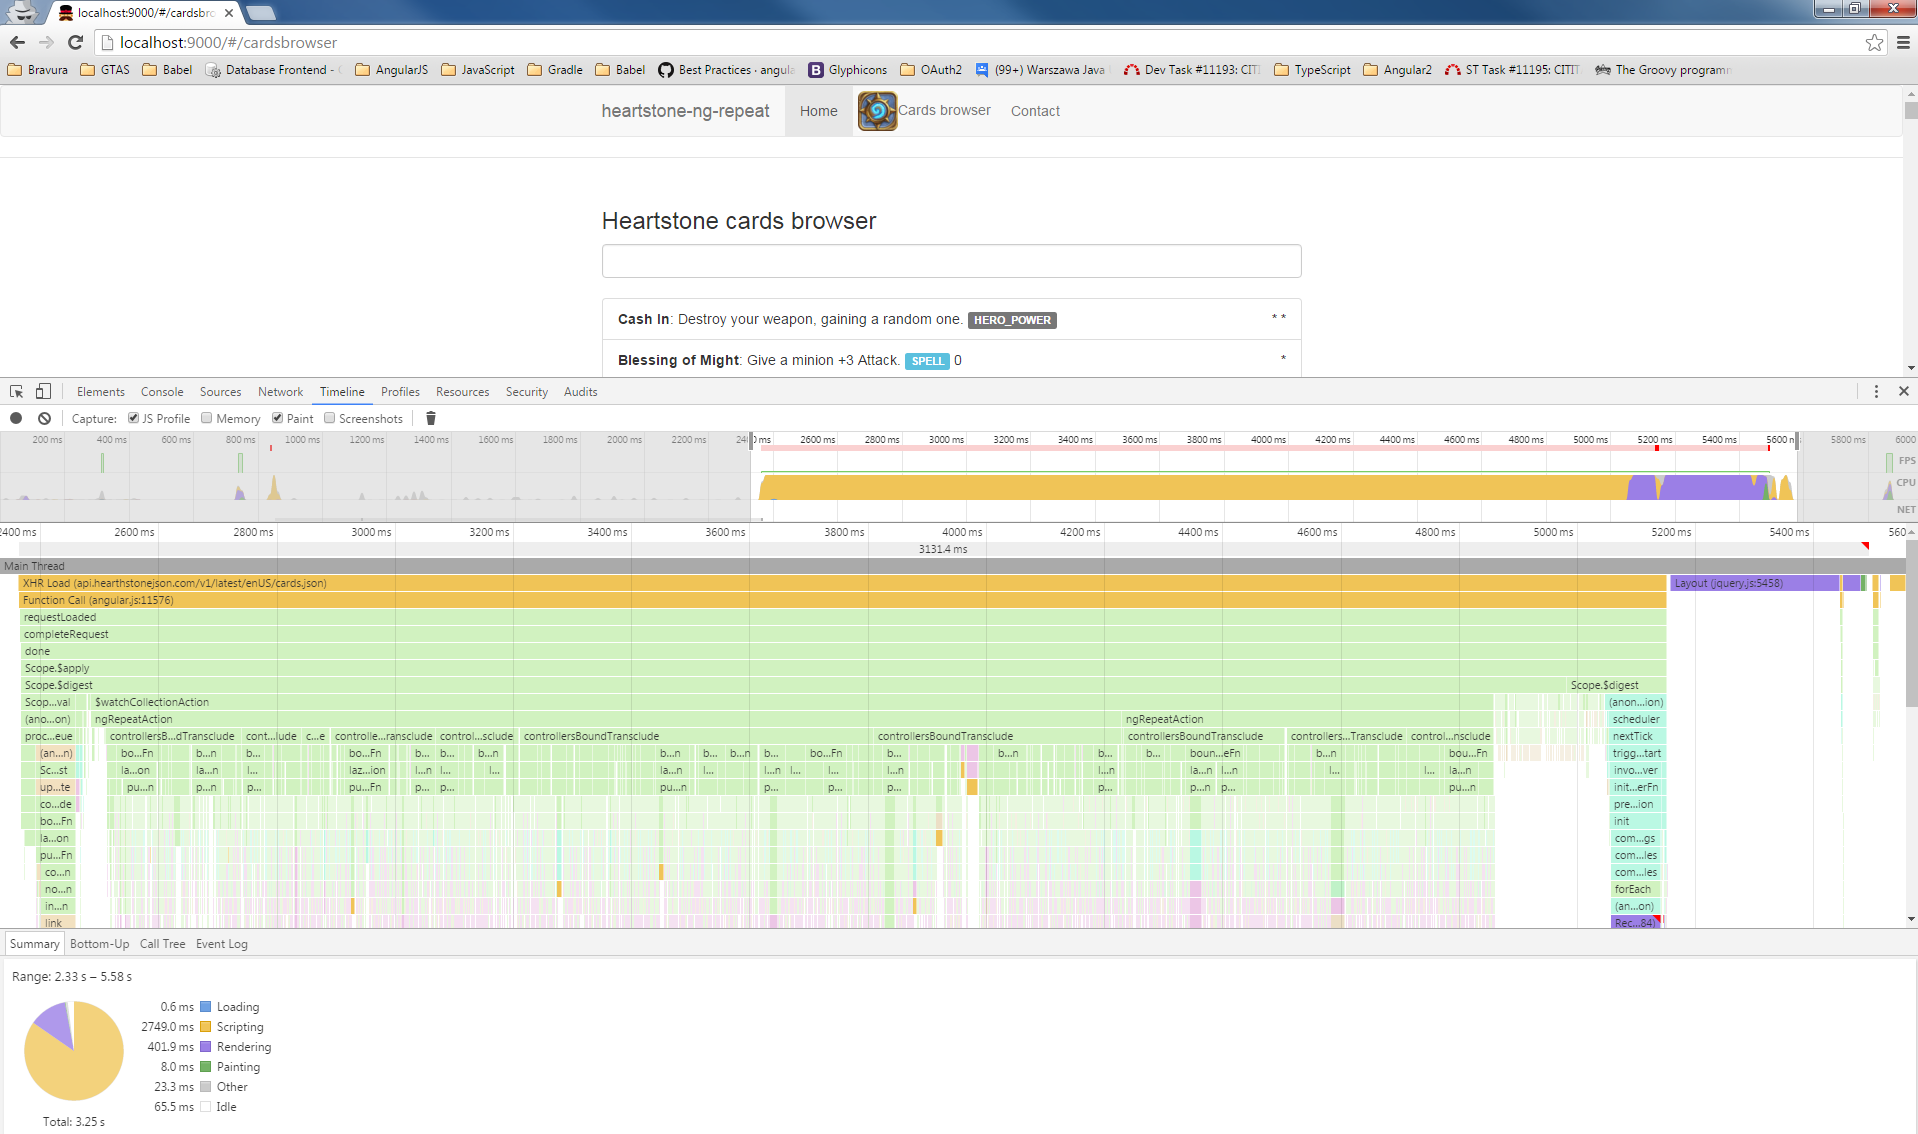 localhost:9000/#/cardsbro
localhost:9000/#/cardsbrowser
Bravura GTAS Babel Database Frontend - AngularJS JavaScript Gradle Babel Best Practices · angula Glyphicons OAuth2 (99+) Warszawa Java Dev Task #11193: CITI TypeScript Angular2 ST Task #11195: CITIT The Groovy programm
heartstone-ng-repeat Home Cards browser Contact
Heartstone cards browser
Cash In: Destroy your weapon, gaining a random one. HERO_POWER * *
Blessing of Might: Give a minion +3 Attack. SPELL 0 *
Elements Console Sources Network Timeline Profiles Resources Security Audits
Capture: JS Profile Memory Paint Screenshots
200 ms 400 ms 600 ms 800 ms 1000 ms 1200 ms 1400 ms 1600 ms 1800 ms 2000 ms 2200 ms 2600 ms 2800 ms 3000 ms 3200 ms 3400 ms 3600 ms 3800 ms 4000 ms 4200 ms 4400 ms 4600 ms 4800 ms 5000 ms 5200 ms 5400 ms 5600 m 5800 ms 6000
FPS
CPU
NET
2400 ms 2600 ms 2800 ms 3000 ms 3200 ms 3400 ms 3600 ms 3800 ms 4000 ms 4200 ms 4400 ms 4600 ms 4800 ms 5000 ms 5200 ms 5400 ms 560
3131.4 ms
Main Thread
XHR Load (api.hearthstonejson.com/v1/latest/enUS/cards.json) Layout (jquery.js:5458)
Function Call (angular.js:11576)
requestLoaded
completeRequest
done
Scope.$apply
Scope.$digest Scope.$digest
Scop...val $watchCollectionAction (anon...ion)
(ano...on) ngRepeatAction ngRepeatAction scheduler
proc...eue controllersB...dTransclude cont...lude c...e controlle...ransclude control...sclude controllersBoundTransclude controllersBoundTransclude controllersBoundTransclude controllers...Transclude control...nsclude nextTick
(an...n) bo...Fn b...n b... bo...Fn b...n b... b...n b...n b... b...n b... bo...Fn b... b...n b... b... boun...eFn b...n bou...Fn trigg...tart
Sc...st la...on la...n l... laz...ion l...n l... l... la...n l... l...n l... l...n l... l...n la...n l...n l... l... la...n invo...ver
up...te pu...n p...n p... pu...Fn p...n p... pu...n p... p... p... p... p...n p... pu...n init...erFn
co...de pre...ion
bo...Fn init
la...on com...gs
pu...Fn com...les
co...n com...les
no...n forEach
in...n (an...on)
link Rec...84)
Summary Bottom-Up Call Tree Event Log
Range: 2.33 s – 5.58 s
0.6 ms Loading
2749.0 ms Scripting
401.9 ms Rendering
8.0 ms Painting
23.3 ms Other
65.5 ms Idle
Total: 3.25 s